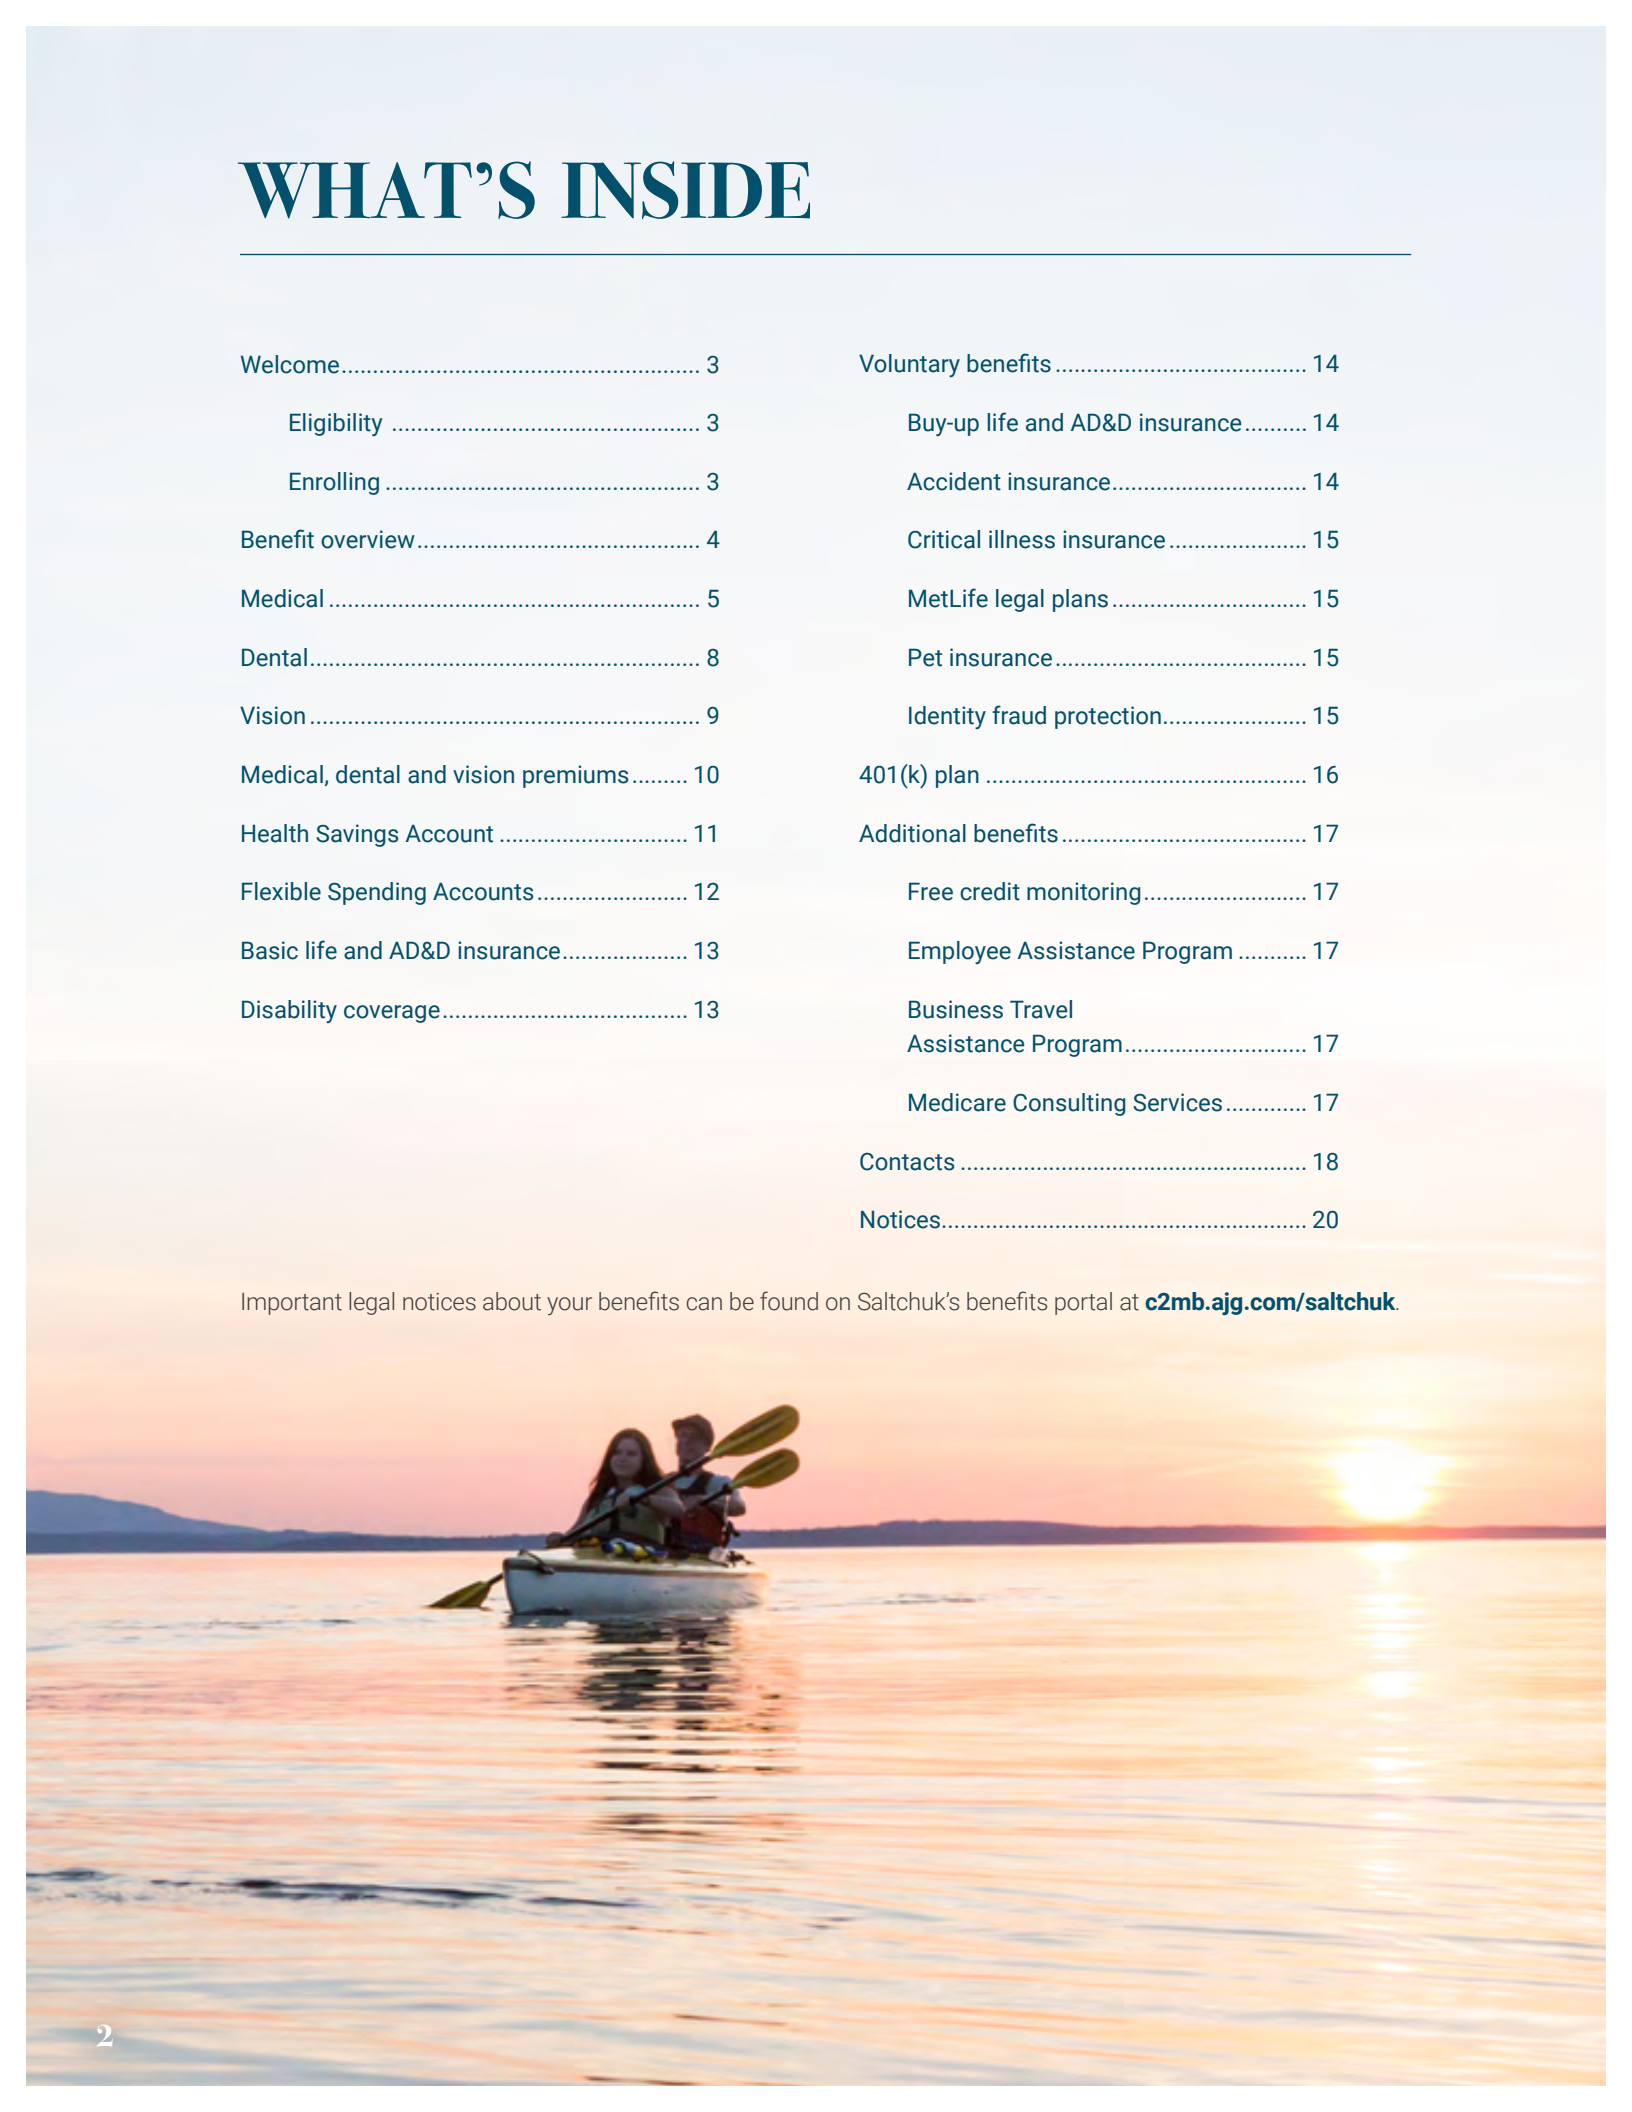 WHAT’S INSIDE
Welcome......................................................... 3
Eligibility ................................................. 3
Enrolling .................................................. 3
Benefit overview............................................. 4
Medical ........................................................... 5
Dental.............................................................. 8
Vision .............................................................. 9
Medical, dental and vision premiums......... 10
Health Savings Account .............................. 11
Flexible Spending Accounts........................ 12
Basic life and AD&D insurance.................... 13
Disability coverage....................................... 13
Voluntary benefits ........................................ 14
Buy-up life and AD&D insurance.......... 14
Accident insurance............................... 14
Critical illness insurance...................... 15
MetLife legal plans............................... 15
Pet insurance........................................ 15
Identity fraud protection....................... 15
401(k) plan ................................................... 16
Additional benefits....................................... 17
Free credit monitoring.......................... 17
Employee Assistance Program ........... 17
Business Travel
Assistance Program............................. 17
Medicare Consulting Services............. 17
Contacts ....................................................... 18
Notices.......................................................... 20
Important legal notices about your benefits can be found on Saltchuk’s benefits portal at c2mb.ajg.com/saltchuk.
2